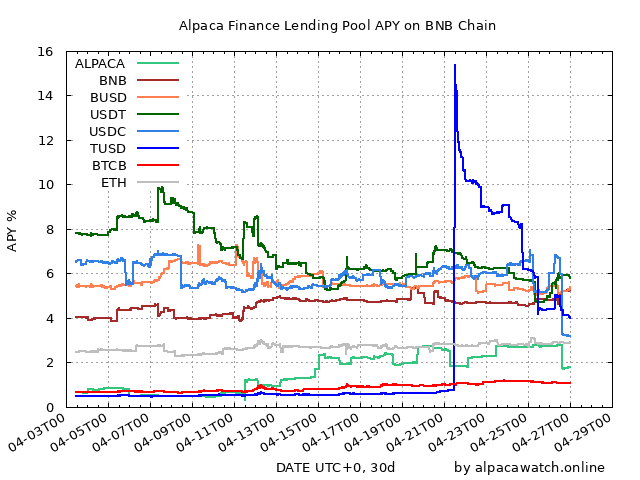 Alpaca Finance Lending Pool APY on BNB Chain
16
14
12
10
8
6
4
2
0
APY %
ALPACA
BNB
BUSD
USDT
USDC
TUSD
BTCB
ETH
04-03T00
04-05T00
04-07T00
04-09T00
04-11T00
04-13T00
04-15T00
04-17T00
04-19T00
04-21T00
04-23T00
04-25T00
04-27T00
04-29T00
DATE UTC+0, 30d
by alpacawatch.online